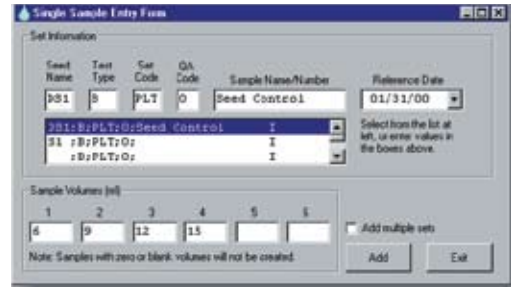 Single Sample Entry Form
Set Information
Seed Name Test Type Set Code QA Code Sample Name/Number Reference Date
DS1 B PLT O Seed Control 01/31/00
DS1;B;PLT;O;Seed Control I
S1 ;B;PLT;O; I
;B;PLT;O; I
Select from the list at left, or enter values in the boxes above.
Sample Volumes (ml)
1 2 3 4 5 6
6 9 12 15
Note: Samples with zero or blank volumes will not be created.
Add multiple sets
Add Exit